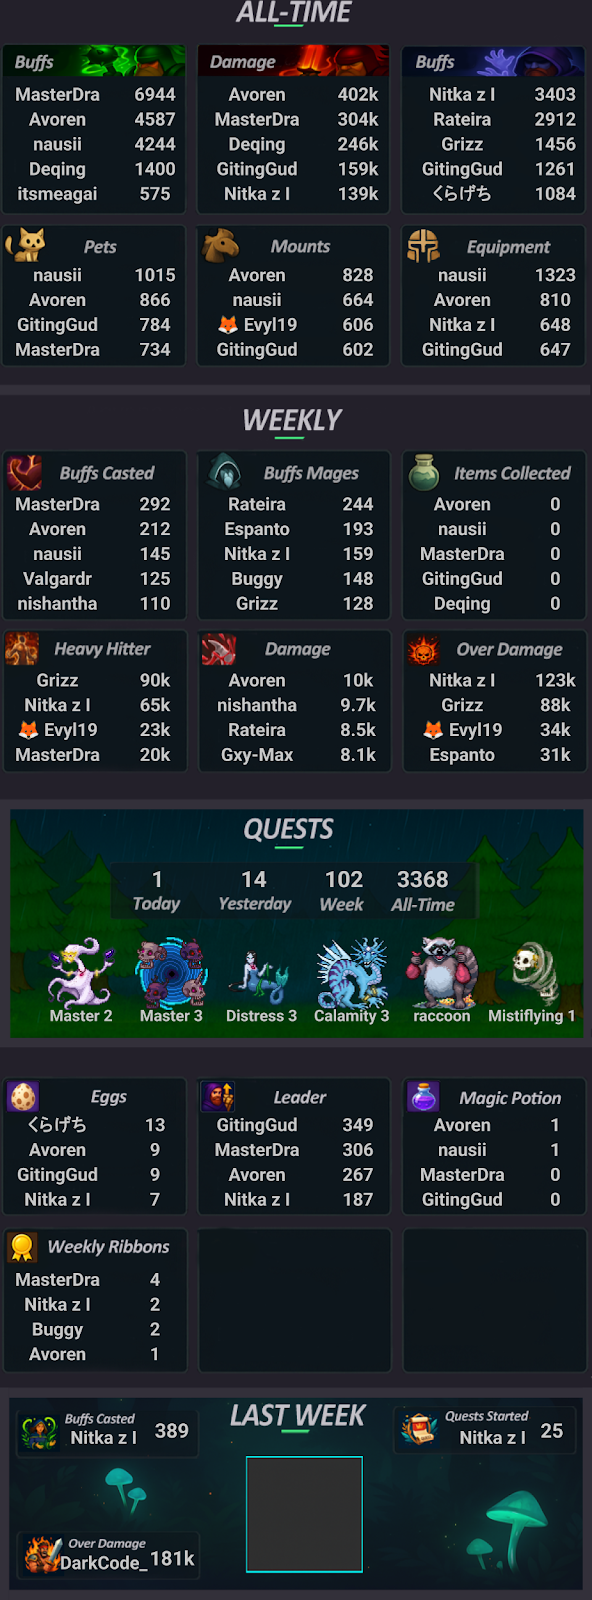 ALL-TIME
Buffs
MasterDra 6944
Avoren 4587
nausii 4244
Deqing 1400
itsmeagai 575
Damage
Avoren 402k
MasterDra 304k
Deqing 246k
GitingGud 159k
Nitka z I 139k
Buffs
Nitka z I 3403
Rateira 2912
Grizz 1456
GitingGud 1261
くらげち 1084
Pets
nausii 1015
Avoren 866
GitingGud 784
MasterDra 734
Mounts
Avoren 828
nausii 664
🦊 Evyl19 606
GitingGud 602
Equipment
nausii 1323
Avoren 810
Nitka z I 648
GitingGud 647
WEEKLY
Buffs Casted
MasterDra 292
Avoren 212
nausii 145
Valgardr 125
nishantha 110
Buffs Mages
Rateira 244
Espanto 193
Nitka z I 159
Buggy 148
Grizz 128
Items Collected
Avoren 0
nausii 0
MasterDra 0
GitingGud 0
Deqing 0
Heavy Hitter
Grizz 90k
Nitka z I 65k
🦊 Evyl19 23k
MasterDra 20k
Damage
Avoren 10k
nishantha 9.7k
Rateira 8.5k
Gxy-Max 8.1k
Over Damage
Nitka z I 123k
Grizz 88k
🦊 Evyl19 34k
Espanto 31k
QUESTS
1 14 102 3368
Today Yesterday Week All-Time
Master 2 Master 3 Distress 3 Calamity 3 raccoon Mistiflying 1
Eggs
くらげち 13
Avoren 9
GitingGud 9
Nitka z I 7
Leader
GitingGud 349
MasterDra 306
Avoren 267
Nitka z I 187
Magic Potion
Avoren 1
nausii 1
MasterDra 0
GitingGud 0
Weekly Ribbons
MasterDra 4
Nitka z I 2
Buggy 2
Avoren 1
LAST WEEK
Buffs Casted
Nitka z I 389
Quests Started
Nitka z I 25
Over Damage
DarkCode_ 181k